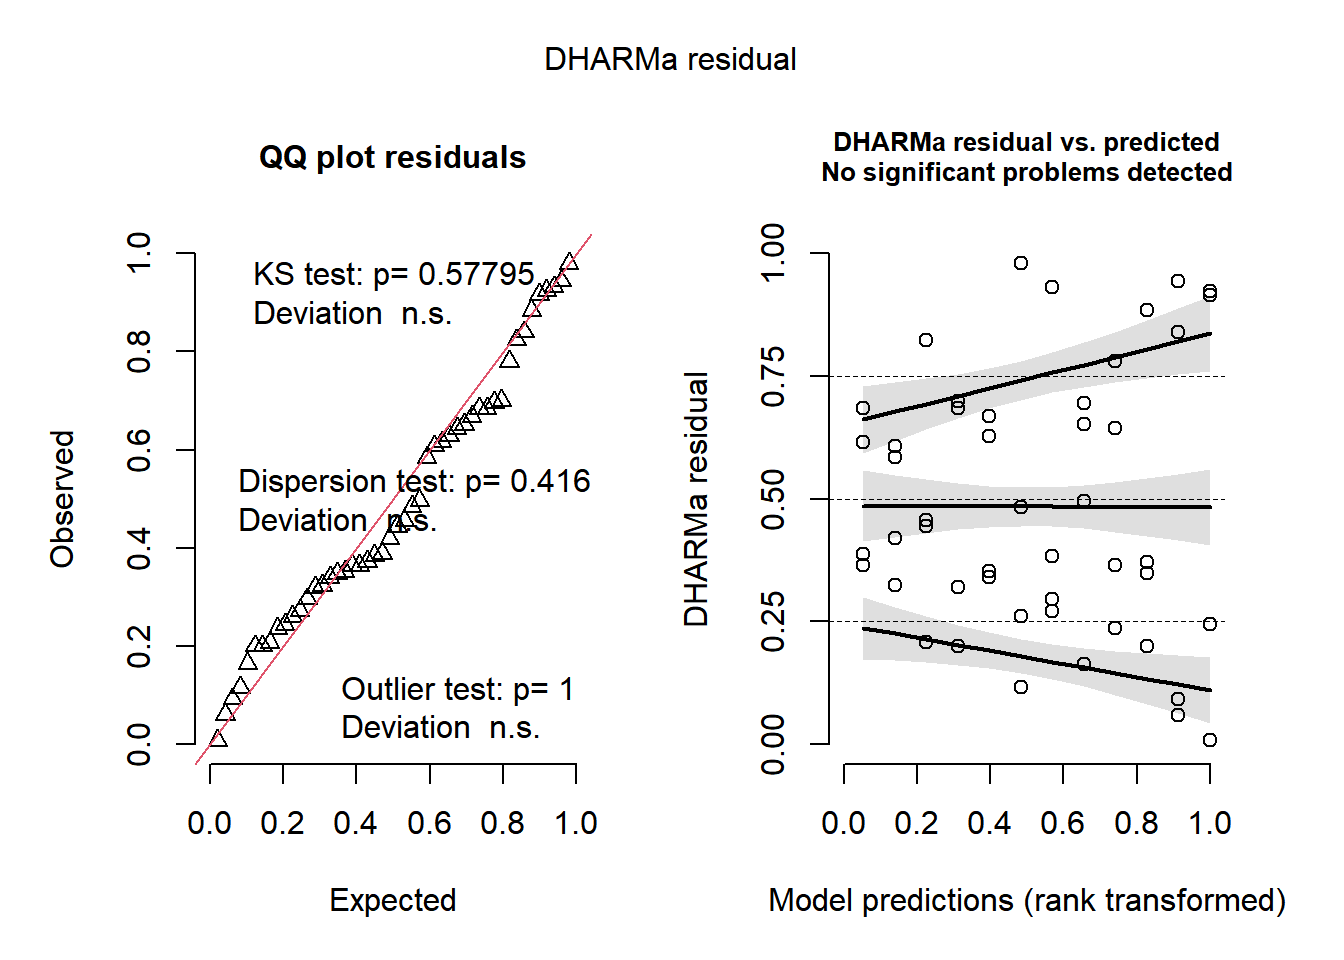 DHARMa residual
QQ plot residuals
KS test: p= 0.57795
Deviation  n.s.
Dispersion test: p= 0.416
Deviation  n.s.
Outlier test: p= 1
Deviation  n.s.
Observed
0.0
0.2
0.4
0.6
0.8
1.0
0.0 0.2 0.4 0.6 0.8 1.0
Expected
DHARMa residual vs. predicted
No significant problems detected
DHARMa residual
0.00
0.25
0.50
0.75
1.00
0.0 0.2 0.4 0.6 0.8 1.0
Model predictions (rank transformed)